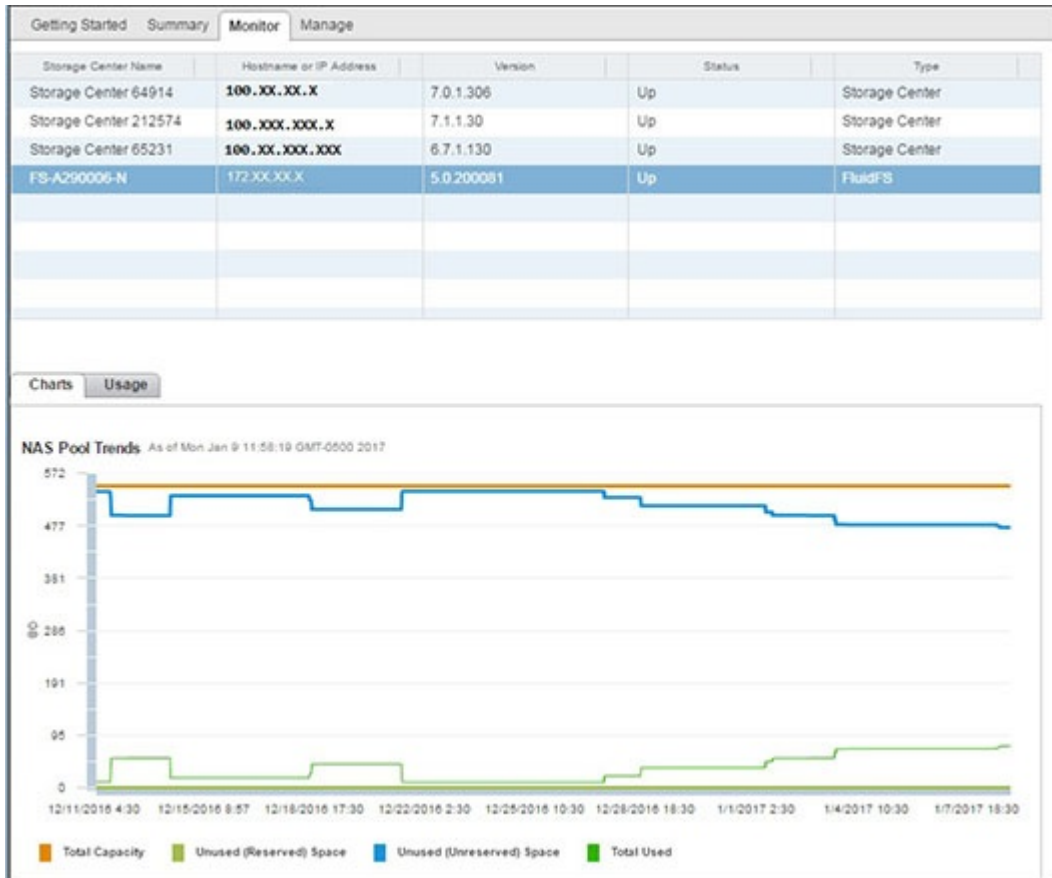 Getting Started Summary Monitor Manage
Storage Center Name Hostname or IP Address Version Status Type
Storage Center 64914 100.XX.XX.X 7.0.1.306 Up Storage Center
Storage Center 212574 100.XXX.XXX.X 7.1.1.30 Up Storage Center
Storage Center 65231 100.XX.XXX.XXX 6.7.1.130 Up Storage Center
FS-A290006-N 172.XX.XX.X 5.0.200081 Up FluidFS
Charts Usage
NAS Pool Trends As of Mon Jan 9 11:58:19 GMT-0500 2017
572
477
381
GB
286
191
95
0
12/11/2016 4:30 12/15/2016 8:57 12/18/2016 17:30 12/22/2016 2:30 12/25/2016 10:30 12/28/2016 18:30 1/1/2017 2:30 1/4/2017 10:30 1/7/2017 18:30
Total Capacity Unused (Reserved) Space Unused (Unreserved) Space Total Used